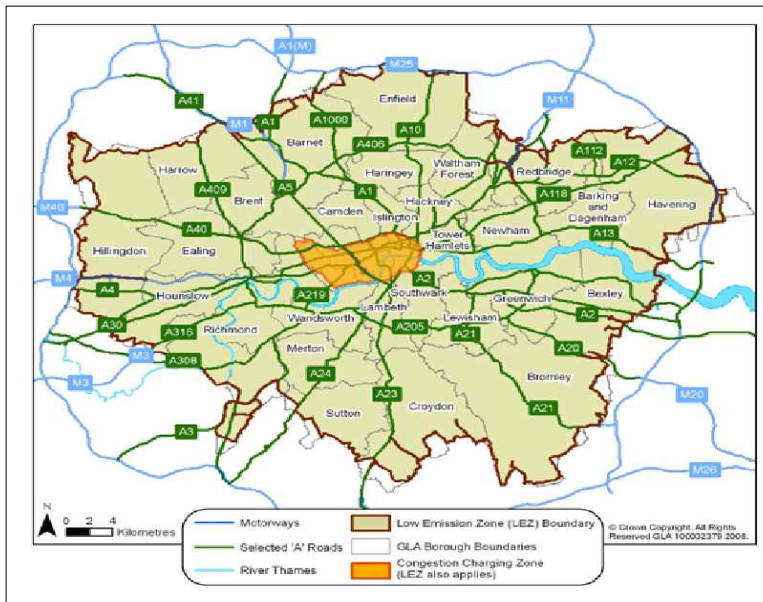 A1(M)
M25
M11
A41
M1
A1
A1000
A10
Enfield
Barnet
A406
Haringey
Waltham
Forest
Redbridge
A112
A12
Harrow
A409
Brent
A5
A1
Camden
Islington
Hackney
A118
Barking
and
Dagenham
Havering
M40
A40
Hillingdon
Ealing
Tower
Hamlets
Newham
A13
M4
A4
Hounslow
A219
A2
Southwark
Greenwich
Bexley
A30
A316
Richmond
Wandsworth
Lambeth
A205
Lewisham
A21
A2
M3
A308
Merton
A20
M3
A24
A23
Bromley
M20
A3
Sutton
Croydon
A21
M26
N
0 2 4
Kilometres
Motorways
Selected 'A' Roads
River Thames
Low Emission Zone (LEZ) Boundary
GLA Borough Boundaries
Congestion Charging Zone
(LEZ also applies)
© Crown Copyright. All Rights
Reserved GLA 100032379 2008.